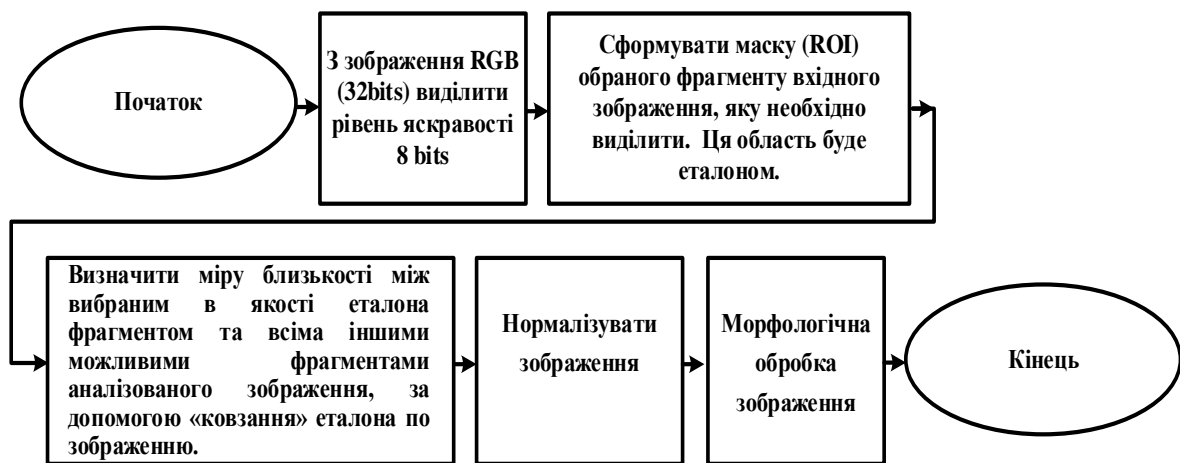 Початок
З зображення RGB
(32bits) виділити
рівень яскравості
8 bits
Сформувати маску (ROI)
обраного фрагменту вхідного
зображення, яку необхідно
виділити. Ця область буде
еталоном.
Визначити міру близькості між
вибраним в якості еталона
фрагментом та всіма іншими
можливими фрагментами
аналізованого зображення, за
допомогою «ковзання» еталона по
зображенню.
Нормалізувати
зображення
Морфологічна
обробка
зображення
Кінець